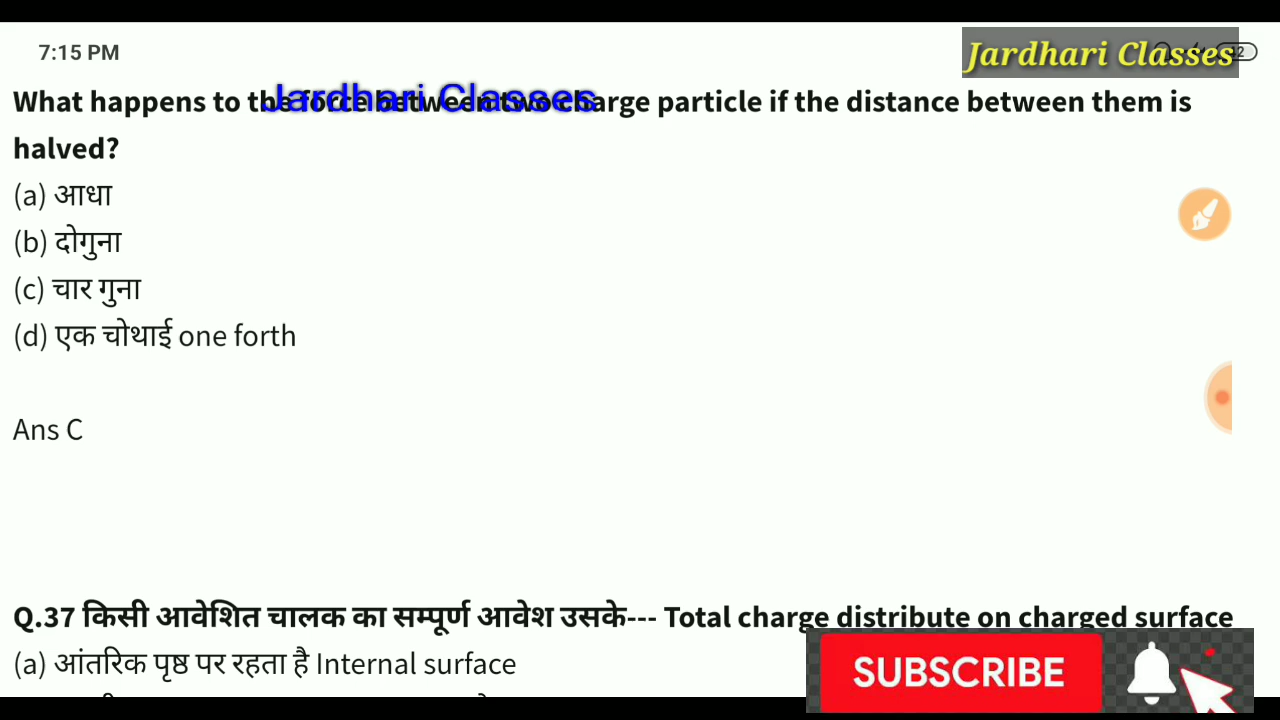 7:15 PM
Jardhari Classes
Jardhari Classes
What happens to the force between two charge particle if the distance between them is
halved?
(a) आधा
(b) दोगुना
(c) चार गुना
(d) एक चोथाई one forth
Ans C
Q.37 किसी आवेशित चालक का सम्पूर्ण आवेश उसके--- Total charge distribute on charged surface
(a) आंतरिक पृष्ठ पर रहता है Internal surface
SUBSCRIBE